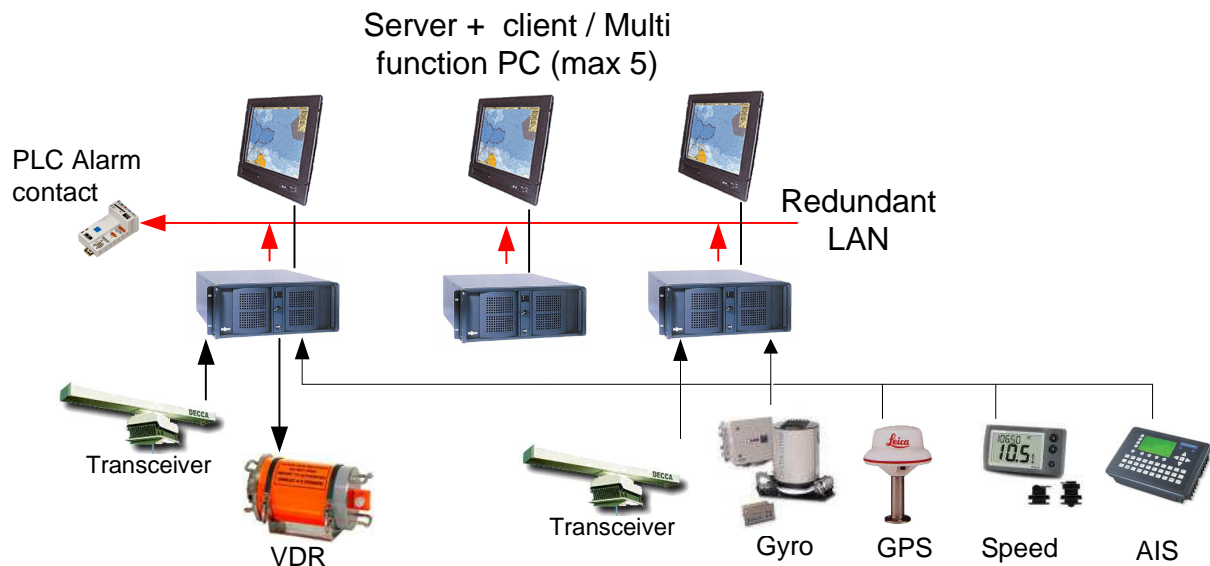 Server + client / Multi
function PC (max 5)
PLC Alarm
contact
Redundant
LAN
DECCA
Transceiver
VDR
DECCA
Transceiver
Gyro
Leica
GPS
10650
10.5
Speed
AIS